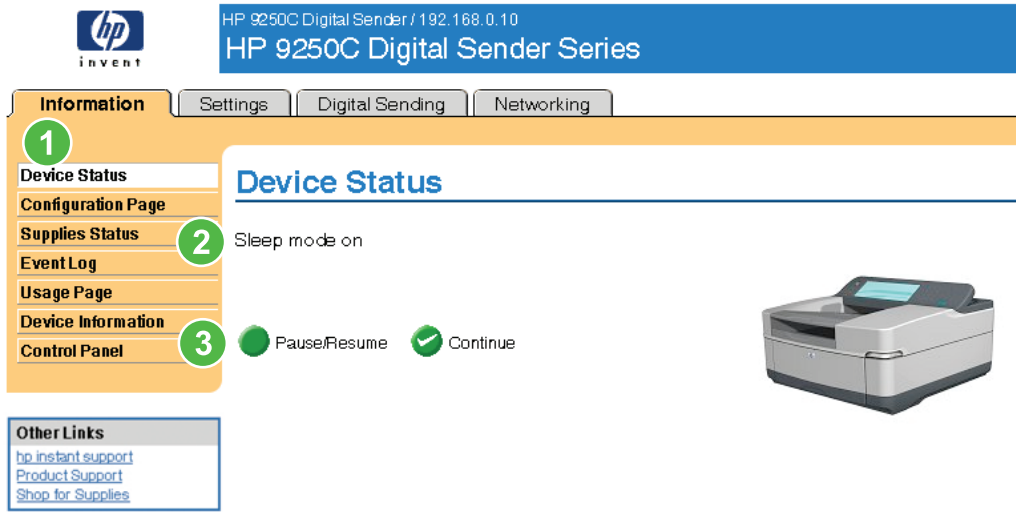 hp
invent
HP 9250C Digital Sender / 192.168.0.10
HP 9250C Digital Sender Series
Information
Settings
Digital Sending
Networking
1
Device Status
Configuration Page
Supplies Status
Event Log
Usage Page
Device Information
Control Panel
Device Status
2
Sleep mode on
3
Pause/Resume
Continue
Other Links
hp instant support
Product Support
Shop for Supplies